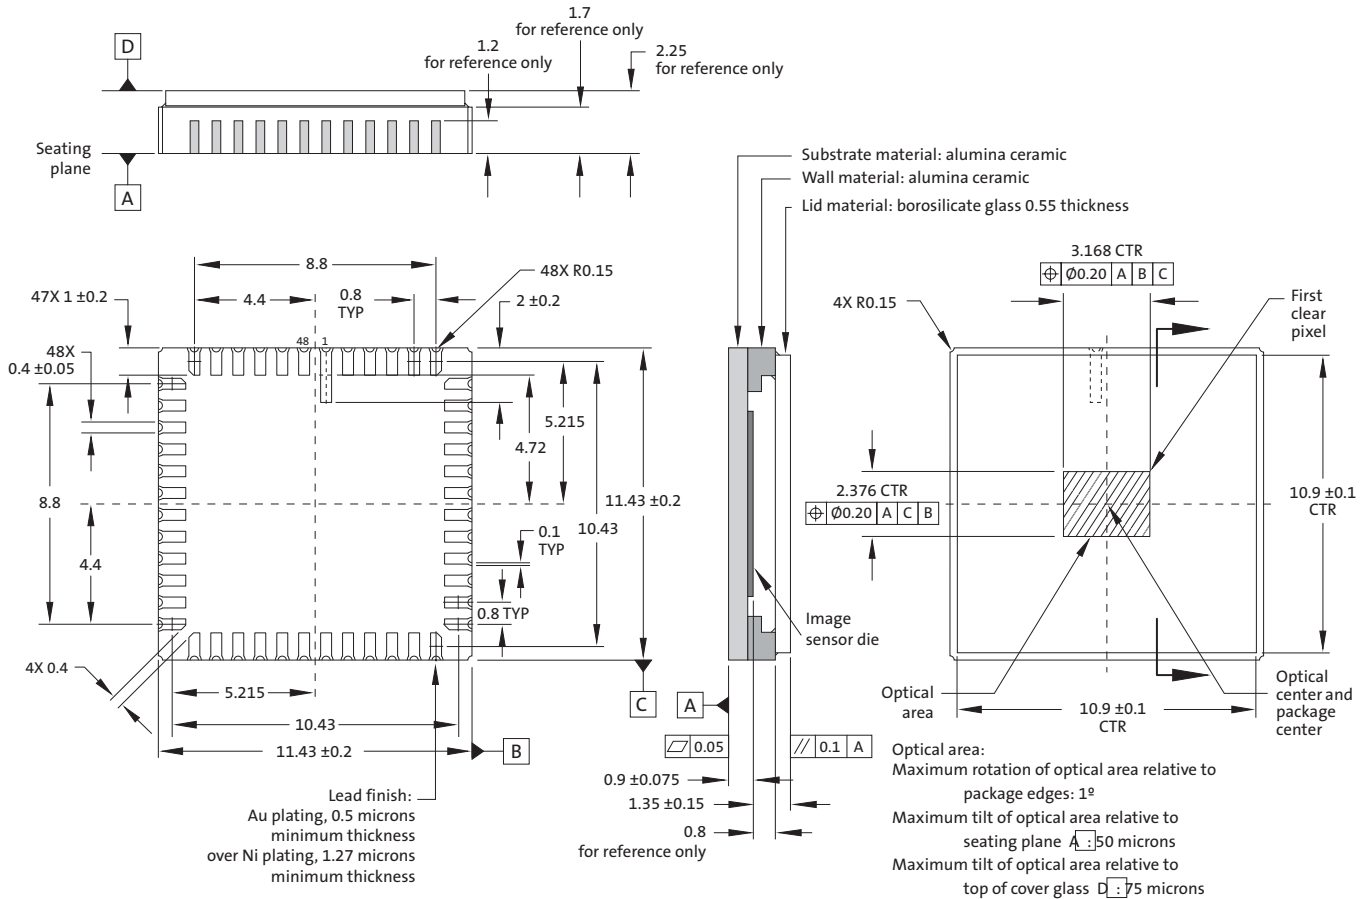 D
Seating
plane
A
1.2
for reference only
1.7
for reference only
2.25
for reference only
Substrate material: alumina ceramic
Wall material: alumina ceramic
Lid material: borosilicate glass 0.55 thickness
8.8
48X R0.15
47X 1 ±0.2
4.4
0.8
TYP
2 ±0.2
48X
0.4 ±0.05
48 1
5.215
4.72
8.8
11.43 ±0.2
10.43
0.1
TYP
4.4
0.8 TYP
4X 0.4
5.215
C
10.43
11.43 ±0.2
B
Lead finish:
Au plating, 0.5 microns
minimum thickness
over Ni plating, 1.27 microns
minimum thickness
Image
sensor die
A
0.05
// 0.1 A
0.9 ±0.075
1.35 ±0.15
0.8
for reference only
3.168 CTR
⌖ Ø0.20 A B C
4X R0.15
First
clear
pixel
2.376 CTR
⌖ Ø0.20 A C B
10.9 ±0.1
CTR
Optical
area
10.9 ±0.1
CTR
Optical
center and
package
center
Optical area:
Maximum rotation of optical area relative to
package edges: 1º
Maximum tilt of optical area relative to
seating plane A : 50 microns
Maximum tilt of optical area relative to
top of cover glass D : 75 microns